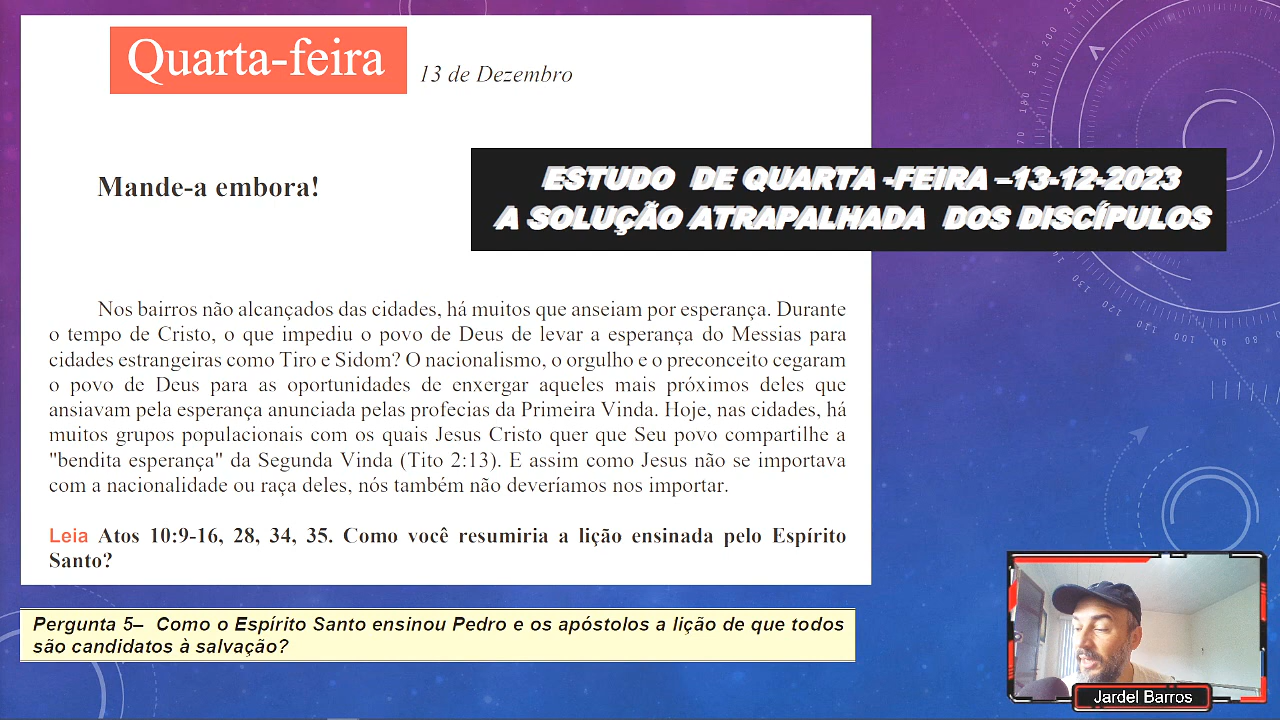 Quarta-feira
13 de Dezembro
Mande-a embora!
ESTUDO DE QUARTA -FEIRA –13-12-2023
A SOLUÇÃO ATRAPALHADA DOS DISCÍPULOS
Nos bairros não alcançados das cidades, há muitos que anseiam por esperança. Durante
o tempo de Cristo, o que impediu o povo de Deus de levar a esperança do Messias para
cidades estrangeiras como Tiro e Sidom? O nacionalismo, o orgulho e o preconceito cegaram
o povo de Deus para as oportunidades de enxergar aqueles mais próximos deles que
ansiavam pela esperança anunciada pelas profecias da Primeira Vinda. Hoje, nas cidades, há
muitos grupos populacionais com os quais Jesus Cristo quer que Seu povo compartilhe a
"bendita esperança" da Segunda Vinda (Tito 2:13). E assim como Jesus não se importava
com a nacionalidade ou raça deles, nós também não deveríamos nos importar.
Leia Atos 10:9-16, 28, 34, 35. Como você resumiria a lição ensinada pelo Espírito
Santo?
Pergunta 5– Como o Espírito Santo ensinou Pedro e os apóstolos a lição de que todos
são candidatos à salvação?
Jardel Barros